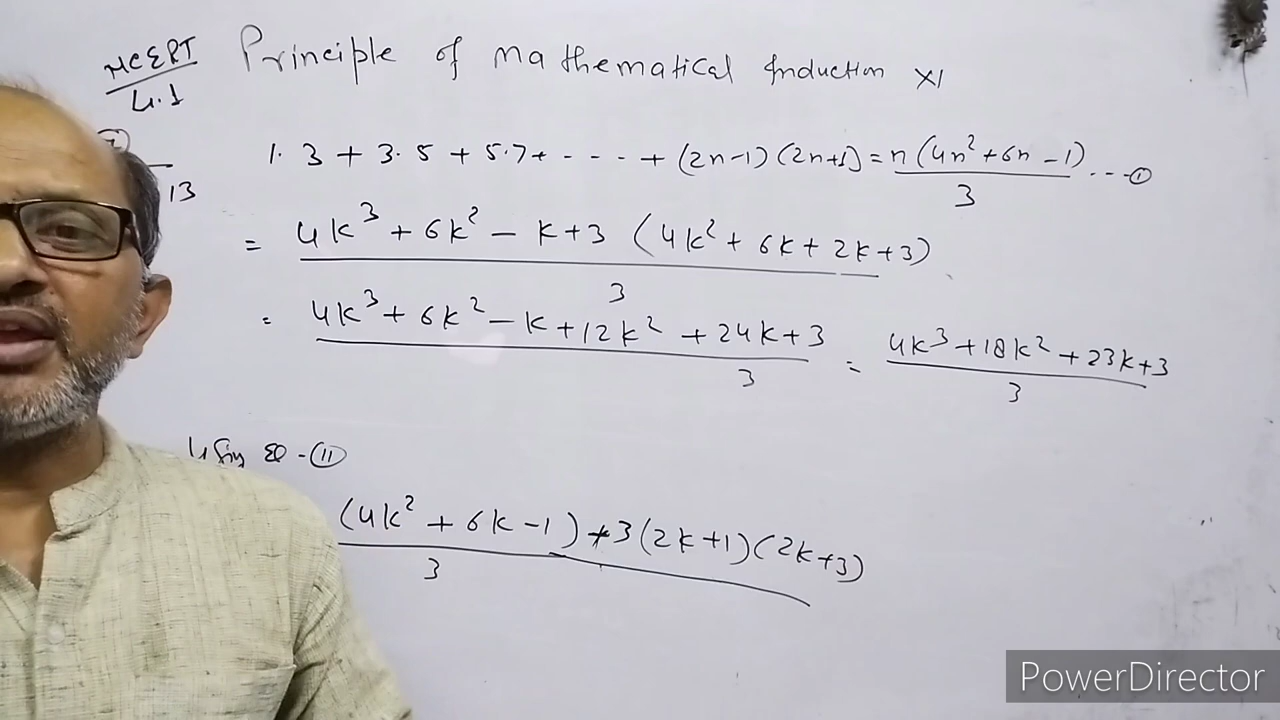 NCERT
4.1
Principle of Mathematical Induction XI
7
13
1.3 + 3.5 + 5.7 + - - - - + (2n-1)(2n+1) = n(4n²+6n-1)/3 ---①
= 4k³ + 6k² - k + 3 (4k² + 6k + 2k + 3)/3
= 4k³ + 6k² - k + 12k² + 24k + 3/3 = 4k³ + 18k² + 23k + 3/3
Using EQ - ⑪
(4k² + 6k - 1) + 3(2k+1)(2k+3)/3
PowerDirector